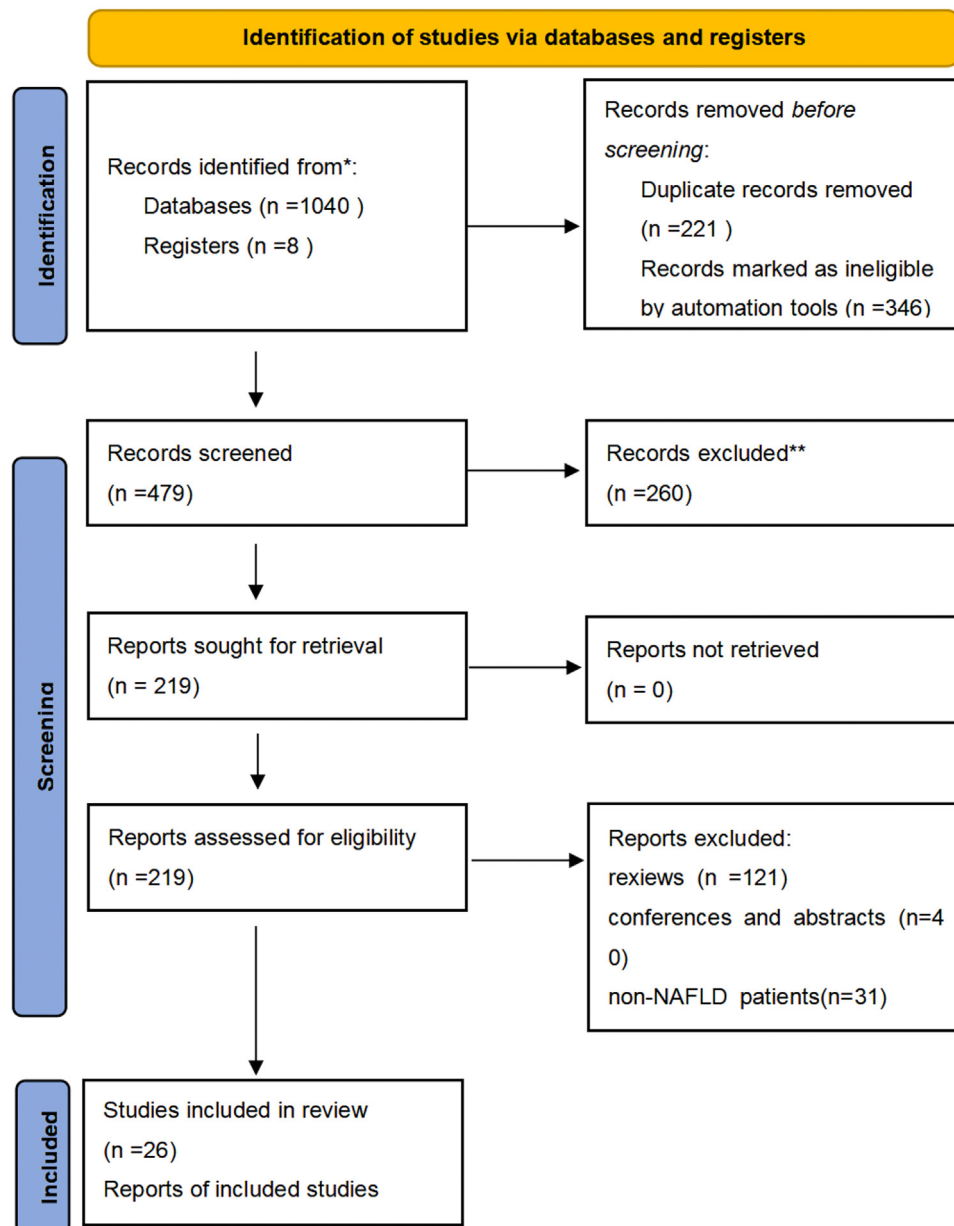 Identification of studies via databases and registers
Identification
Records identified from*:
Databases (n =1040 )
Registers (n =8 )
Records removed before
screening:
Duplicate records removed
(n =221 )
Records marked as ineligible
by automation tools (n =346)
Screening
Records screened
(n =479)
Records excluded**
(n =260)
Reports sought for retrieval
(n = 219)
Reports not retrieved
(n = 0)
Reports assessed for eligibility
(n =219)
Reports excluded:
rexiews (n =121)
conferences and abstracts (n=4
0)
non-NAFLD patients(n=31)
Included
Studies included in review
(n =26)
Reports of included studies